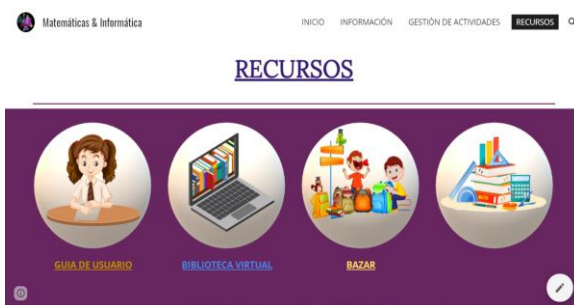 Matemáticas & Informática
INICIO INFORMACIÓN GESTIÓN DE ACTIVIDADES RECURSOS
RECURSOS
GUIA DE USUARIO BIBLIOTECA VIRTUAL BAZAR